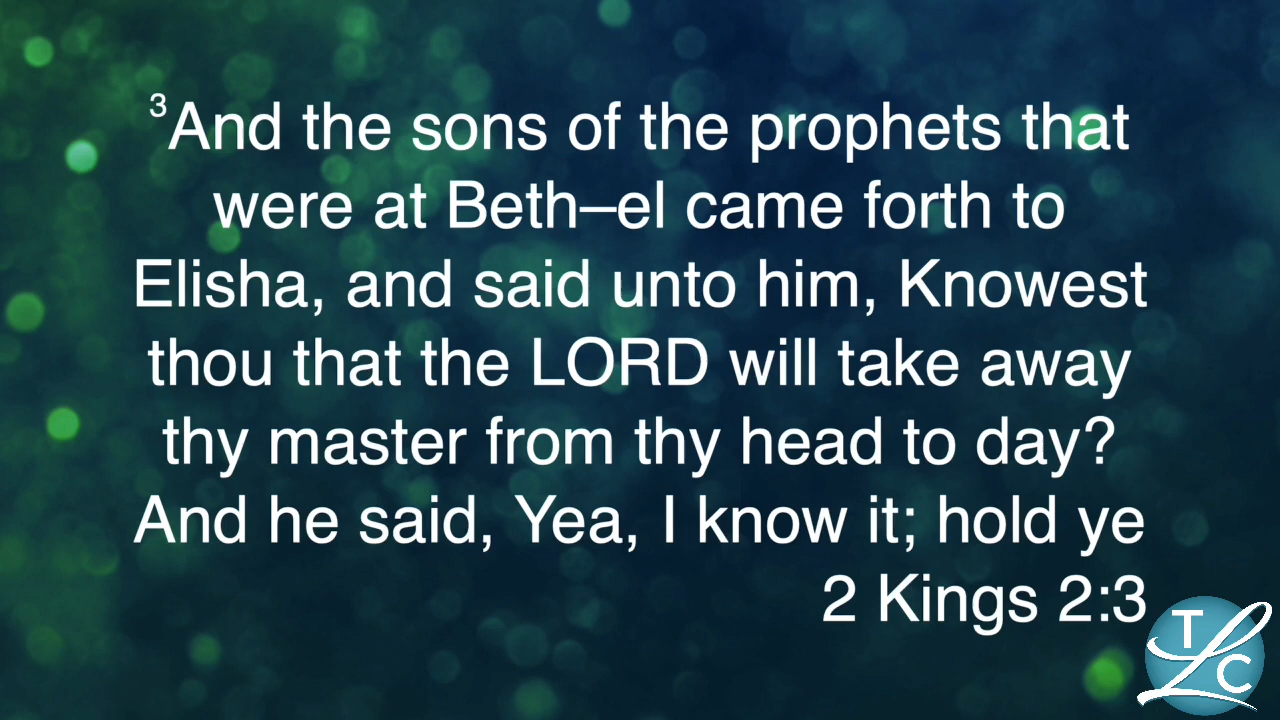 ³And the sons of the prophets that
were at Beth–el came forth to
Elisha, and said unto him, Knowest
thou that the LORD will take away
thy master from thy head to day?
And he said, Yea, I know it; hold ye
2 Kings 2:3
T L C